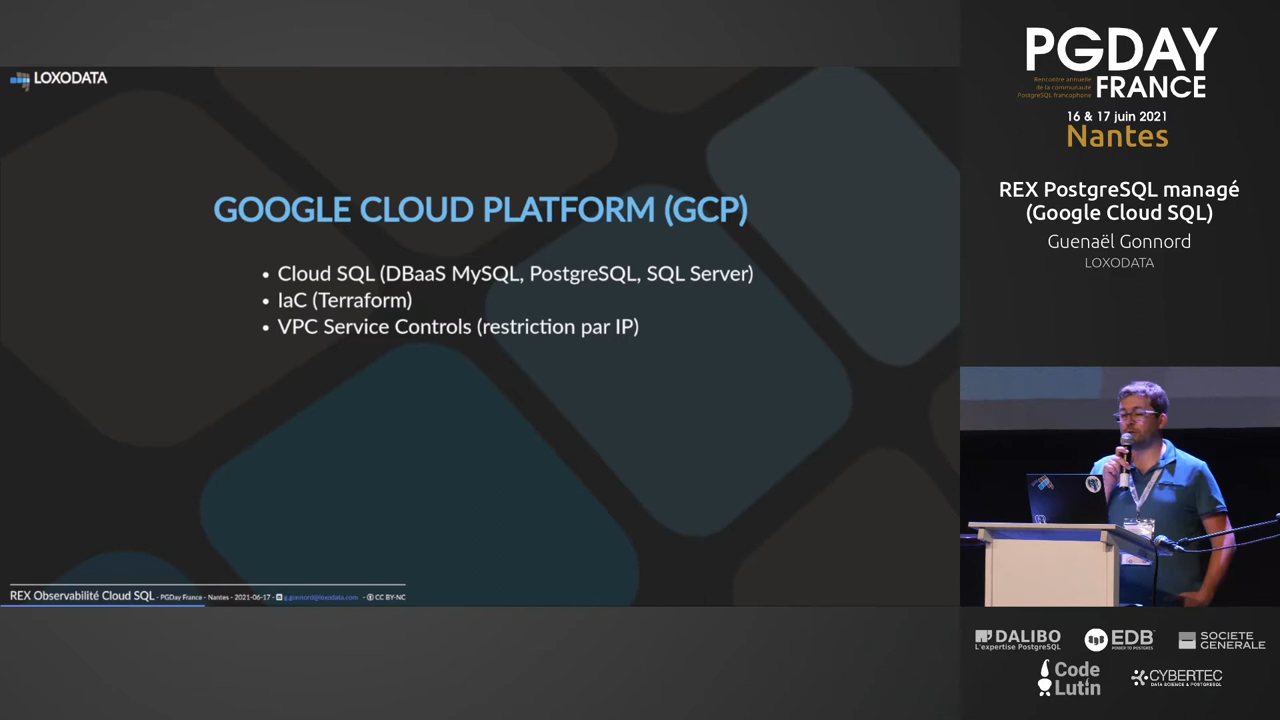 LOXODATA
GOOGLE CLOUD PLATFORM (GCP)
• Cloud SQL (DBaaS MySQL, PostgreSQL, SQL Server)
• IaC (Terraform)
• VPC Service Controls (restriction par IP)
REX Observabilité Cloud SQL - PGDay France - Nantes - 2021-06-17 - g.gonnord@loxodata.com - CC BY-NC
PGDAY
Rencontre annuelle
de la communauté
PostgreSQL francophone
FRANCE
16 & 17 juin 2021
Nantes
REX PostgreSQL managé
(Google Cloud SQL)
Guenaël Gonnord
LOXODATA
DALIBO
L'expertise PostgreSQL
EDB
POWER TO POSTGRES
SOCIETE
GENERALE
Code
Lutin
CYBERTEC
DATA SCIENCE & POSTGRESQL